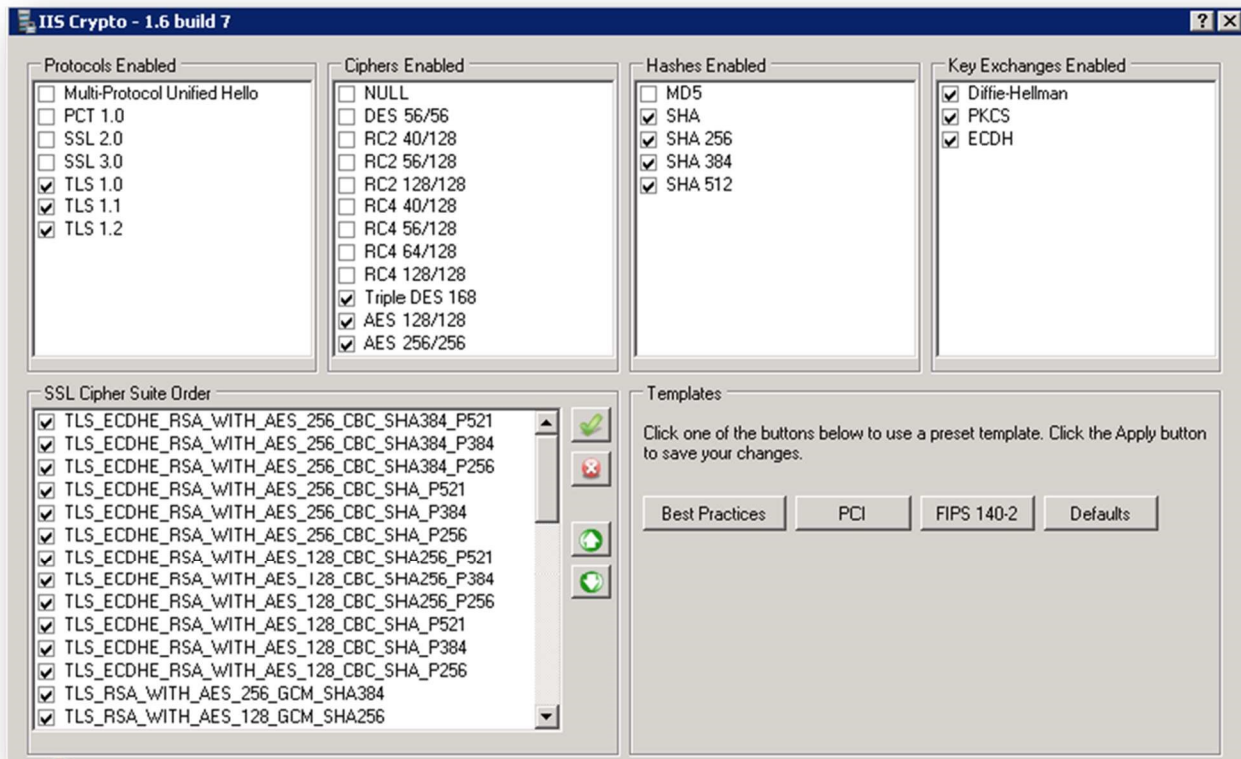 IIS Crypto - 1.6 build 7
Protocols Enabled
Multi-Protocol Unified Hello
PCT 1.0
SSL 2.0
SSL 3.0
TLS 1.0
TLS 1.1
TLS 1.2
Ciphers Enabled
NULL
DES 56/56
RC2 40/128
RC2 56/128
RC2 128/128
RC4 40/128
RC4 56/128
RC4 64/128
RC4 128/128
Triple DES 168
AES 128/128
AES 256/256
Hashes Enabled
MD5
SHA
SHA 256
SHA 384
SHA 512
Key Exchanges Enabled
Diffie-Hellman
PKCS
ECDH
SSL Cipher Suite Order
TLS_ECDHE_RSA_WITH_AES_256_CBC_SHA384_P521
TLS_ECDHE_RSA_WITH_AES_256_CBC_SHA384_P384
TLS_ECDHE_RSA_WITH_AES_256_CBC_SHA384_P256
TLS_ECDHE_RSA_WITH_AES_256_CBC_SHA_P521
TLS_ECDHE_RSA_WITH_AES_256_CBC_SHA_P384
TLS_ECDHE_RSA_WITH_AES_256_CBC_SHA_P256
TLS_ECDHE_RSA_WITH_AES_128_CBC_SHA256_P521
TLS_ECDHE_RSA_WITH_AES_128_CBC_SHA256_P384
TLS_ECDHE_RSA_WITH_AES_128_CBC_SHA256_P256
TLS_ECDHE_RSA_WITH_AES_128_CBC_SHA_P521
TLS_ECDHE_RSA_WITH_AES_128_CBC_SHA_P384
TLS_ECDHE_RSA_WITH_AES_128_CBC_SHA_P256
TLS_RSA_WITH_AES_256_GCM_SHA384
TLS_RSA_WITH_AES_128_GCM_SHA256
Templates
Click one of the buttons below to use a preset template. Click the Apply button
to save your changes.
Best Practices
PCI
FIPS 140-2
Defaults